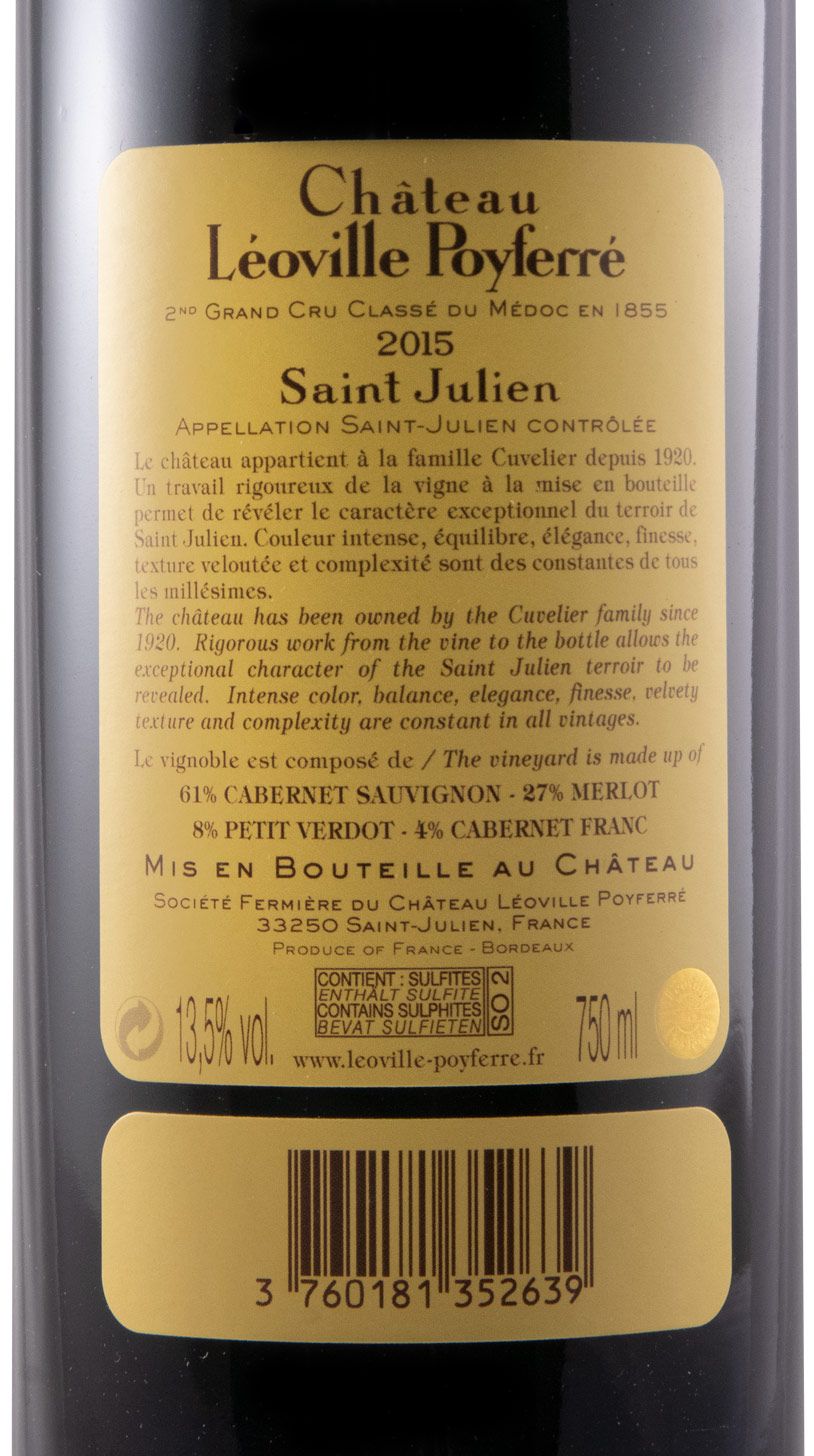 Château
Léoville Poyferré
2ND GRAND CRU CLASSÉ DU MÉDOC EN 1855
2015
Saint Julien
APPELLATION SAINT-JULIEN CONTRÔLÉE
Le château appartient à la famille Cuvelier depuis 1920.
Un travail rigoureux de la vigne à la mise en bouteille
permet de révéler le caractère exceptionnel du terroir de
Saint Julien. Couleur intense, équilibre, élégance, finesse,
texture veloutée et complexité sont des constantes de tous
les millésimes.
The château has been owned by the Cuvelier family since
1920. Rigorous work from the vine to the bottle allows the
exceptional character of the Saint Julien terroir to be
revealed. Intense color, balance, elegance, finesse, velvety
texture and complexity are constant in all vintages.
Le vignoble est composé de / The vineyard is made up of
61% CABERNET SAUVIGNON - 27% MERLOT
8% PETIT VERDOT - 4% CABERNET FRANC
MIS EN BOUTEILLE AU CHÂTEAU
SOCIÉTÉ FERMIÈRE DU CHÂTEAU LÉOVILLE POYFERRÉ
33250 SAINT-JULIEN, FRANCE
PRODUCE OF FRANCE - BORDEAUX
CONTIENT : SULFITES
ENTHÄLT SULFITE
CONTAINS SULPHITES
BEVAT SULFIETEN
SO2
13,5% vol.
750 ml
www.leoville-poyferre.fr
3 760181 352639